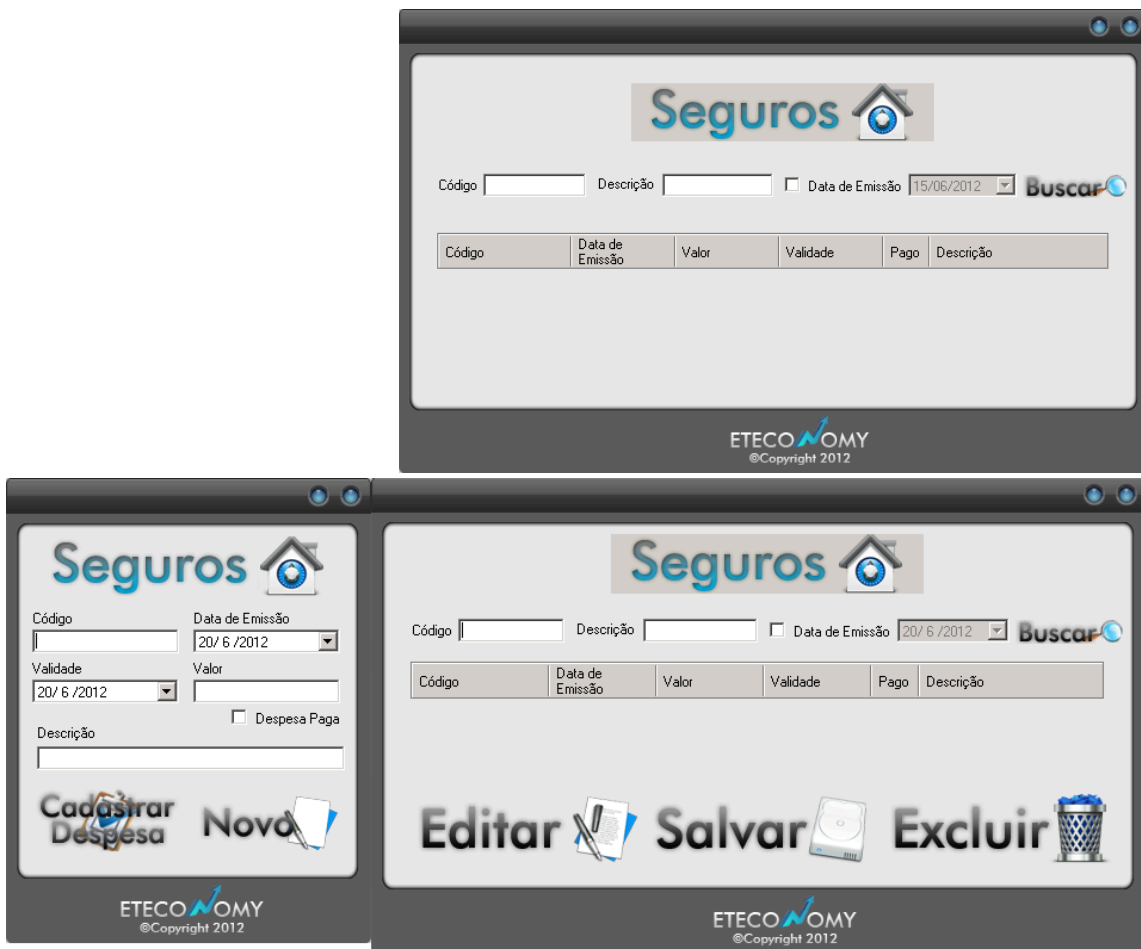 Seguros
Código Descrição Data de Emissão 15/06/2012 Buscar
Código Data de Emissão Valor Validade Pago Descrição
ETECONOMY
©Copyright 2012
Seguros
Código Data de Emissão
20/ 6 /2012
Validade Valor
20/ 6 /2012
Despesa Paga
Descrição
Cadastrar
Despesa
Novo
ETECONOMY
©Copyright 2012
Seguros
Código Descrição Data de Emissão 20/ 6 /2012 Buscar
Código Data de Emissão Valor Validade Pago Descrição
Editar Salvar Excluir
ETECONOMY
©Copyright 2012